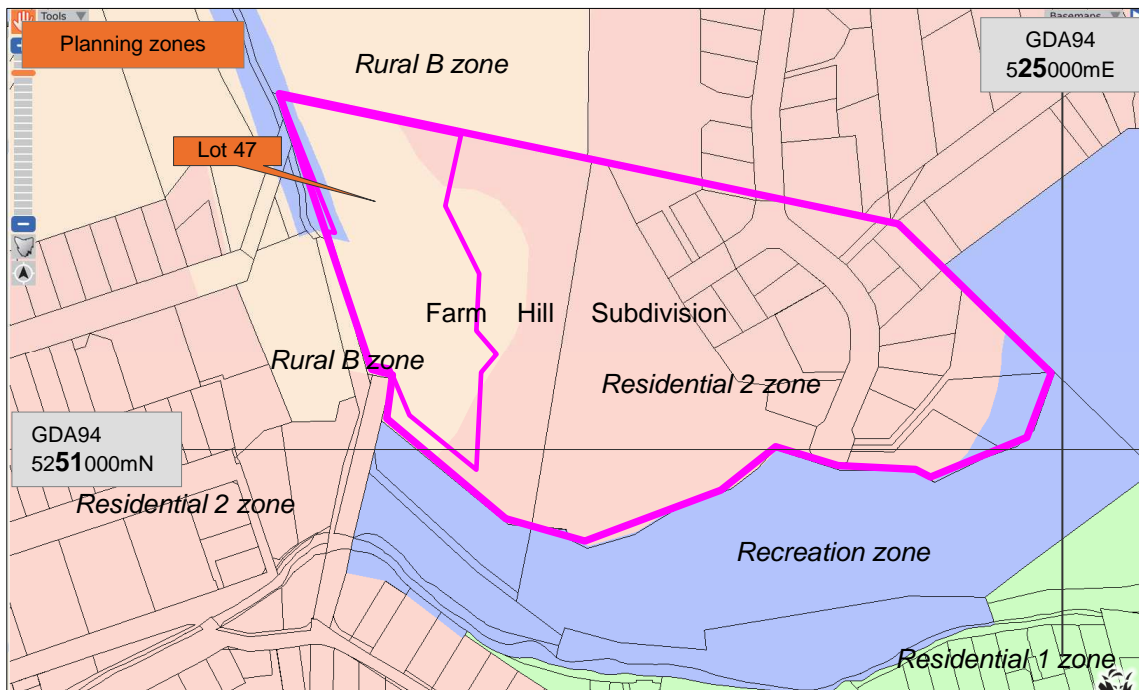 Tools
Basemaps
Planning zones
Rural B zone
GDA94
525000mE
Lot 47
Farm Hill Subdivision
Rural B zone
Residential 2 zone
GDA94
5251000mN
Residential 2 zone
Recreation zone
Residential 1 zone